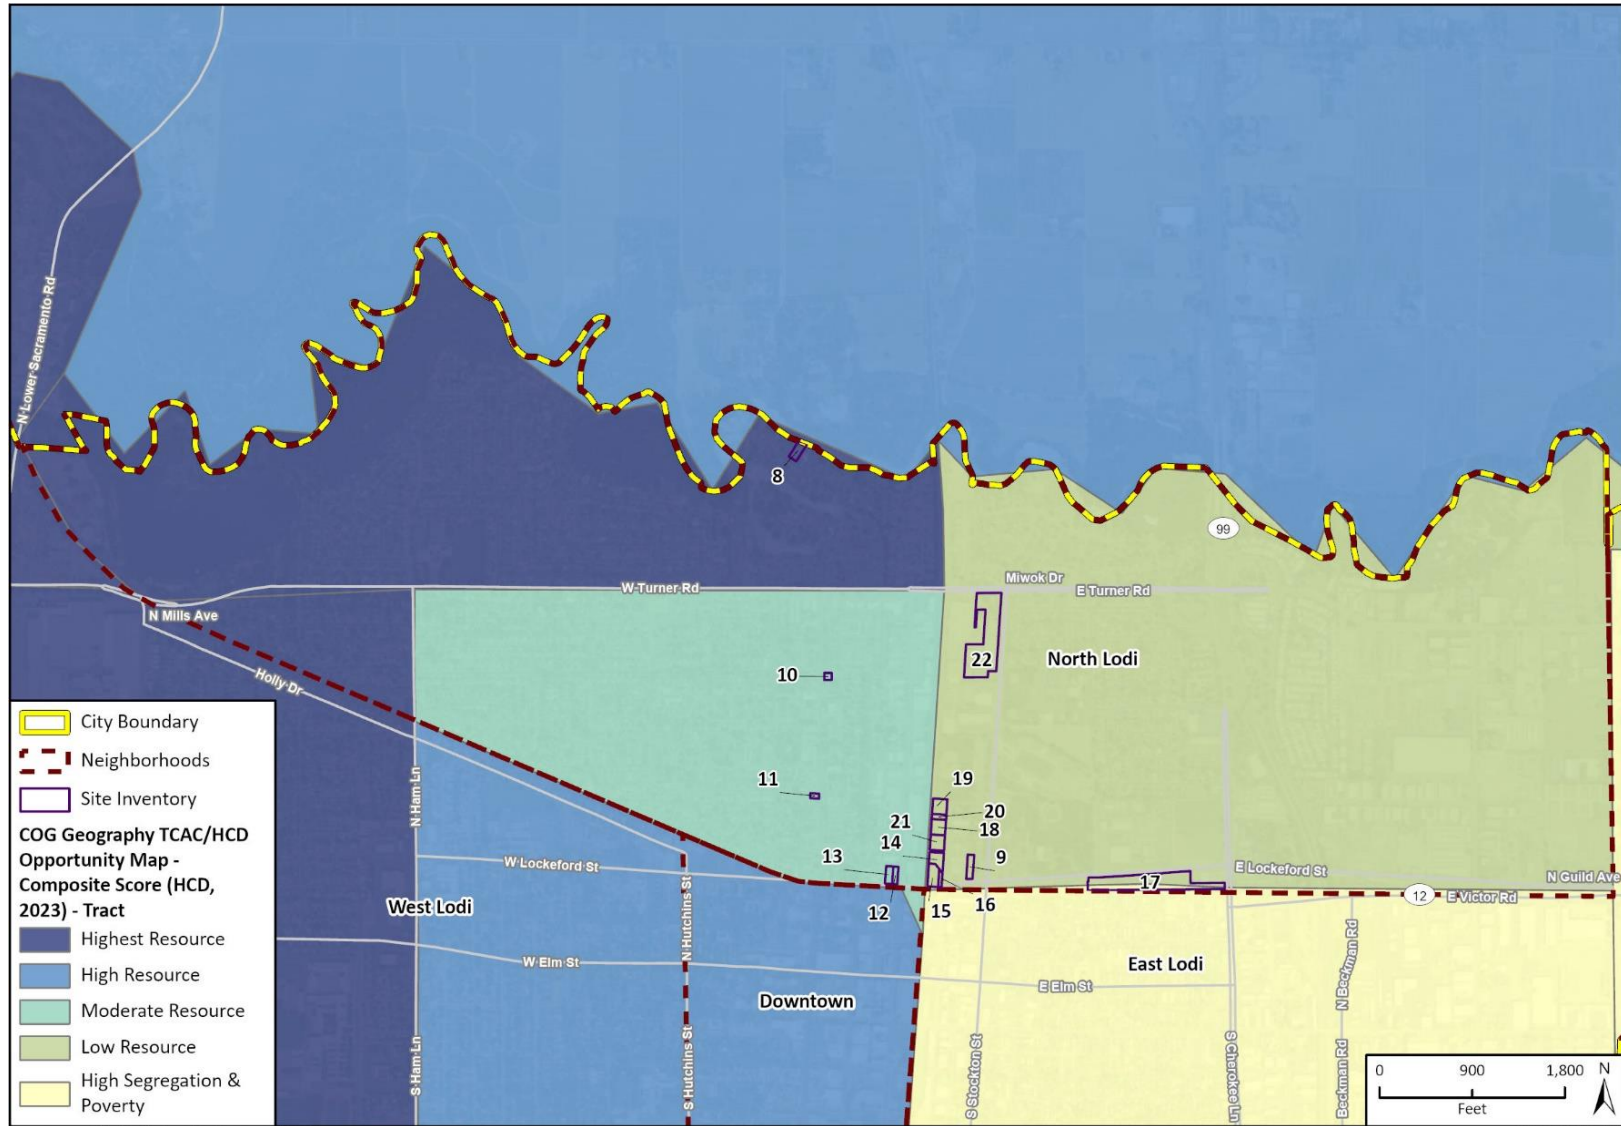 N Lower Sacramento Rd
8
99
Miwok Dr
W Turner Rd
E Turner Rd
N Mills Ave
22
North Lodi
10
Holly Dr
N Ham Ln
11
19
20
21
18
14
9
13
W Lockeford St
E Lockeford St
N Guild Ave
17
12
15
16
12
E Victor Rd
West Lodi
N Hutchins St
W Elm St
East Lodi
N Beckman Rd
E Elm St
Downtown
S Ham Ln
S Hutchins St
S Stockton St
S Cherokee Ln
Beckman Rd
City Boundary
Neighborhoods
Site Inventory
COG Geography TCAC/HCD
Opportunity Map -
Composite Score (HCD,
2023) - Tract
Highest Resource
High Resource
Moderate Resource
Low Resource
High Segregation &
Poverty
0 900 1,800
Feet
N